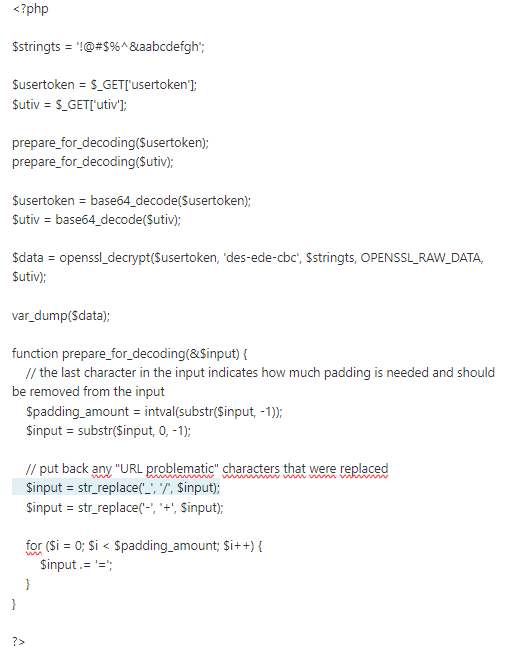 <?php
$stringts = '!@#$%^&aabcdefgh';
$usertoken = $_GET['usertoken'];
$utiv = $_GET['utiv'];
prepare_for_decoding($usertoken);
prepare_for_decoding($utiv);
$usertoken = base64_decode($usertoken);
$utiv = base64_decode($utiv);
$data = openssl_decrypt($usertoken, 'des-ede-cbc', $stringts, OPENSSL_RAW_DATA,
$utiv);
var_dump($data);
function prepare_for_decoding(&$input) {
// the last character in the input indicates how much padding is needed and should
be removed from the input
$padding_amount = intval(substr($input, -1));
$input = substr($input, 0, -1);
// put back any "URL problematic" characters that were replaced
$input = str_replace('_', '/', $input);
$input = str_replace('-', '+', $input);
for ($i = 0; $i < $padding_amount; $i++) {
$input .= '=';
}
}
?>